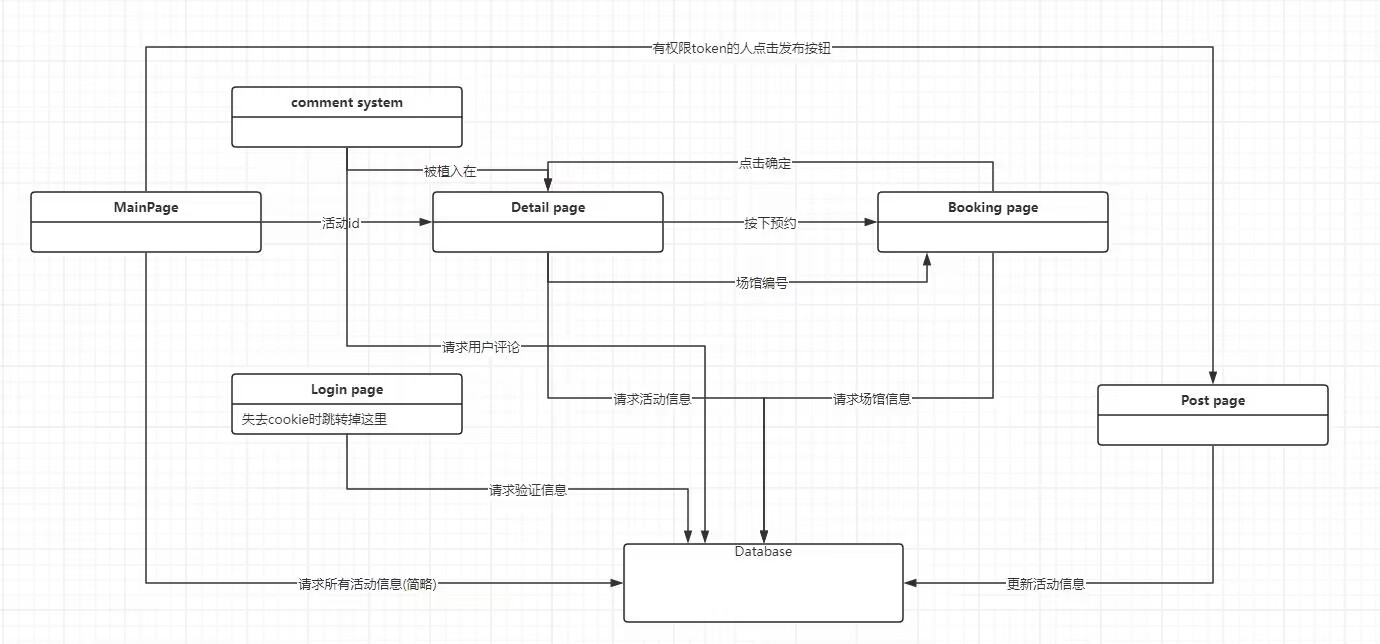 有权限token的人点击发布按钮
comment system
点击确定
被植入在
MainPage
Detail page
Booking page
活动id
按下预约
场馆编号
请求用户评论
Login page
失去cookie时跳转掉这里
请求活动信息
请求场馆信息
Post page
请求验证信息
Database
请求所有活动信息(简略)
更新活动信息